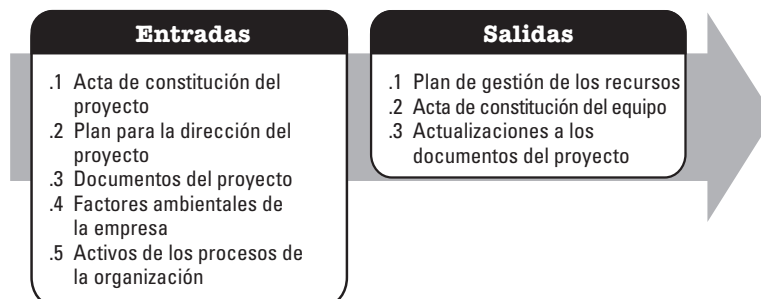 Entradas
.1 Acta de constitución del
proyecto
.2 Plan para la dirección del
proyecto
.3 Documentos del proyecto
.4 Factores ambientales de
la empresa
.5 Activos de los procesos de
la organización
Salidas
.1 Plan de gestión de los recursos
.2 Acta de constitución del equipo
.3 Actualizaciones a los
documentos del proyecto